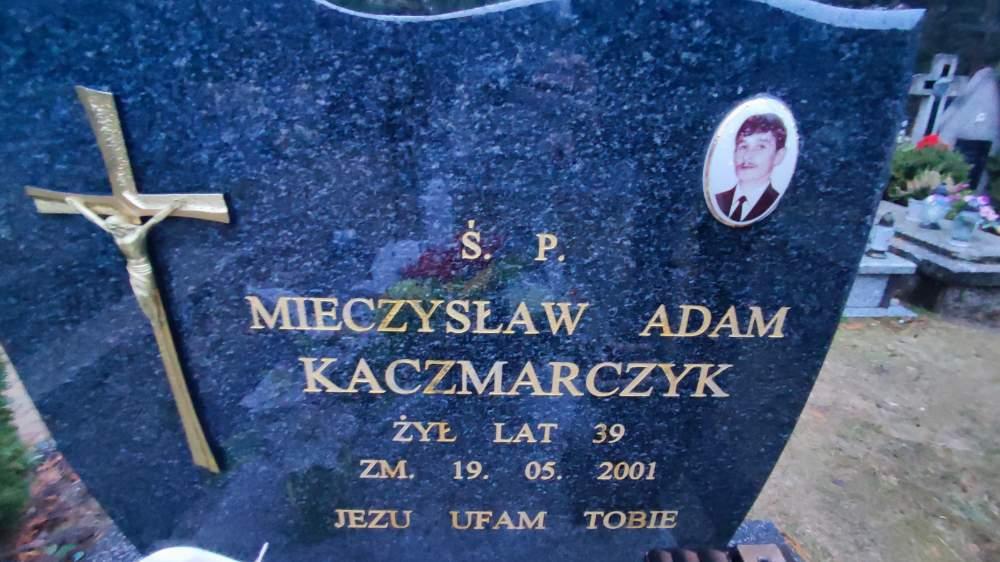 Ś. P.
MIECZYSŁAW ADAM
KACZMARCZYK
ŻYŁ LAT 39
ZM. 19. 05. 2001
JEZU UFAM TOBIE